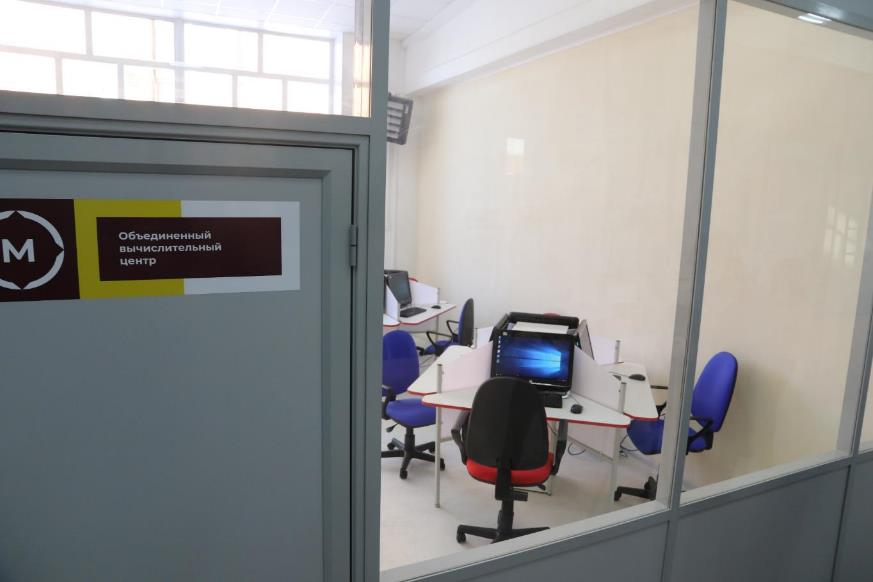 М
Объединенный
вычислительный
центр